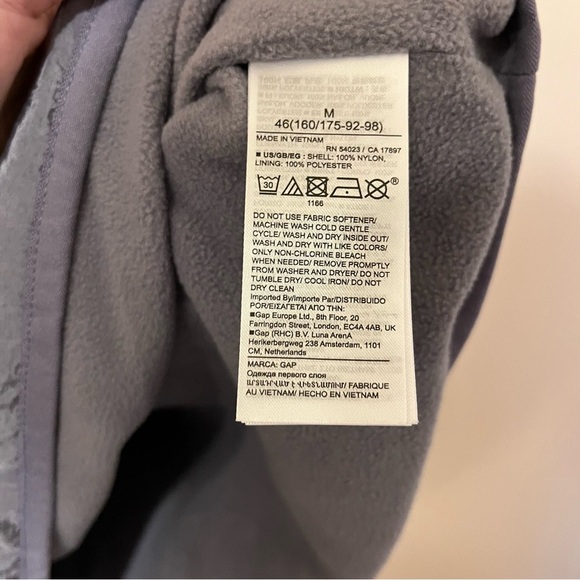 M
46(160/175-92-98)
MADE IN VIETNAM
RN 54023 / CA 17897
■ US/GB/EG : SHELL: 100% NYLON,
LINING: 100% POLYESTER
30
®
1166
DO NOT USE FABRIC SOFTENER/
MACHINE WASH COLD GENTLE
CYCLE/ WASH AND DRY INSIDE OUT/
WASH AND DRY WITH LIKE COLORS/
ONLY NON-CHLORINE BLEACH
WHEN NEEDED/ REMOVE PROMPTLY
FROM WASHER AND DRYER/ DO NOT
TUMBLE DRY/ COOL IRON/ DO NOT
DRY CLEAN
Imported By/Importe Par/DISTRIBUIDO
POR/ΕΙΣΑΓΕΤΑΙ ΑΠΟ ΤΗΝ:
■Gap Europe Ltd., 8th Floor, 20
Farringdon Street, London, EC4A 4AB, UK
■Gap (RHC) B.V. Luna ArenA
Herikerbergweg 238 Amsterdam, 1101
CM, Netherlands
MARCA: GAP
Одежда первого слоя
ԱՐՏԱԴՐՎԱԾ Է ՎԻԵՏՆԱՄՈՒՄ/ FABRIQUE
AU VIETNAM/ HECHO EN VIETNAM